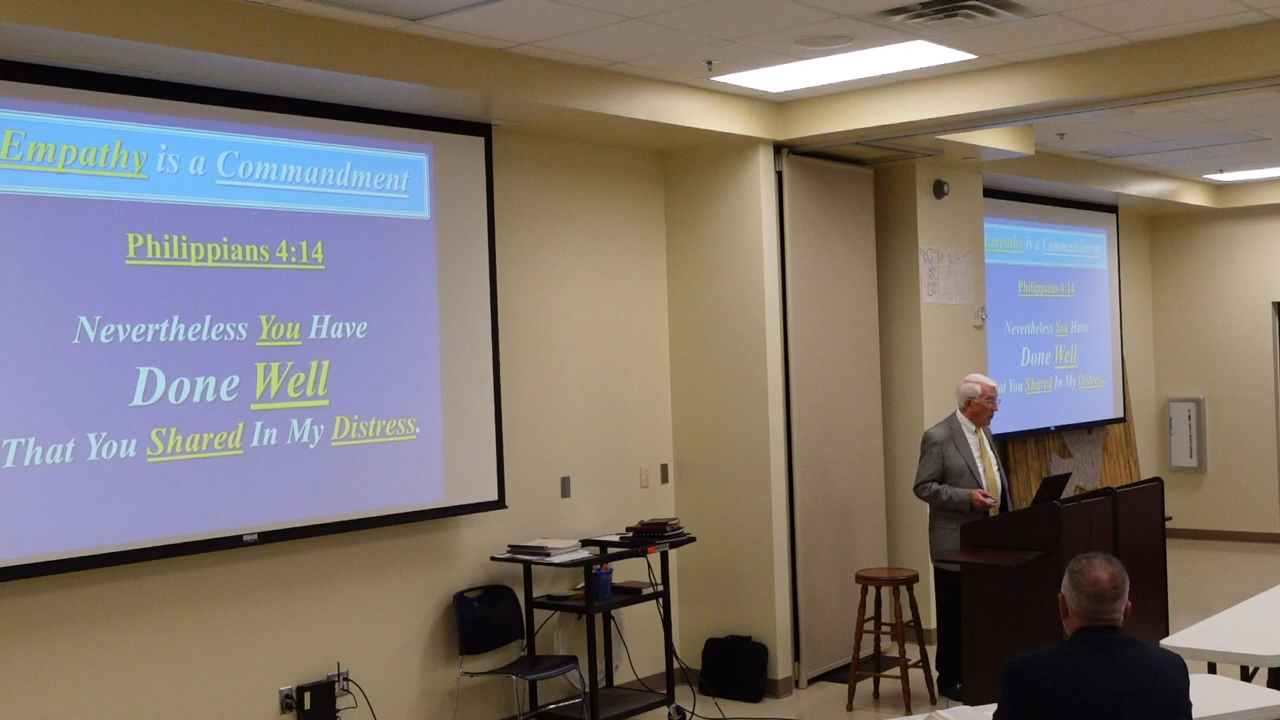 Empathy is a Commandment
Philippians 4:14
Nevertheless You Have
Done Well
That You Shared In My Distress.
Empathy is a Commandment
Philippians 4:14
Nevertheless You Have
Done Well
at You Shared In My Distress.